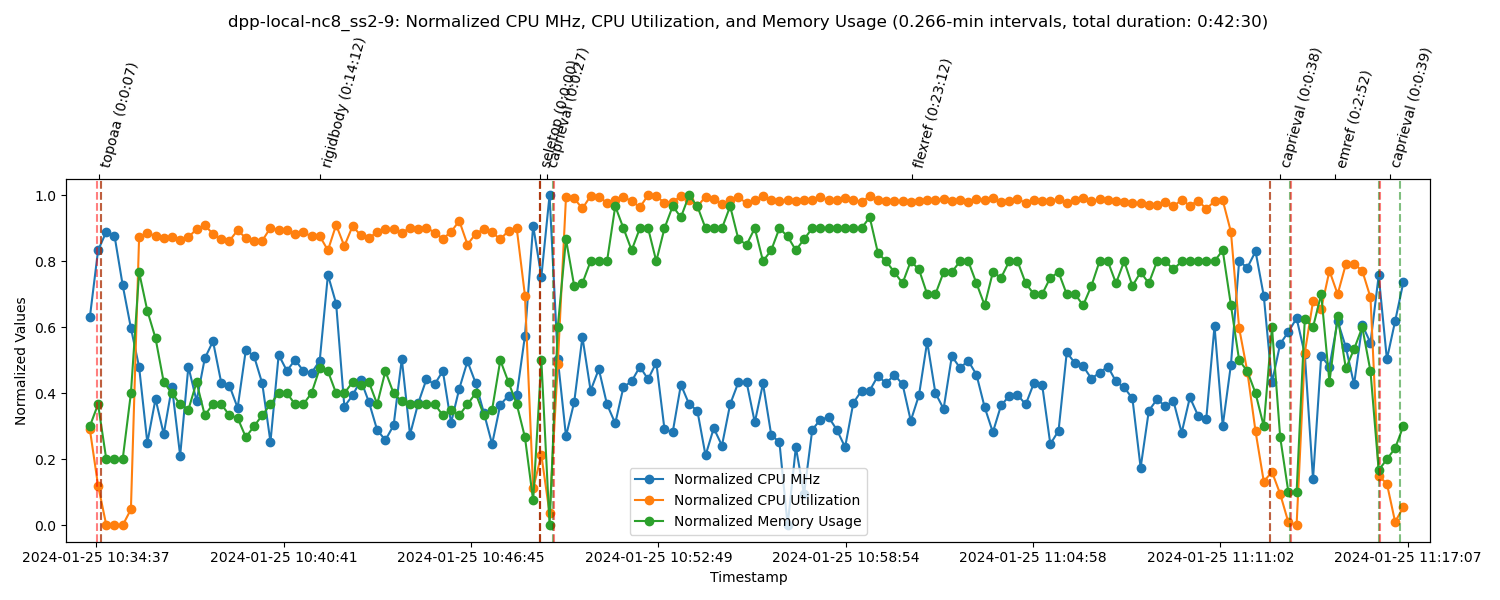 dpp-local-nc8_ss2-9: Normalized CPU MHz, CPU Utilization, and Memory Usage (0.266-min intervals, total duration: 0:42:30)
topoaa (0:0:07)
rigidbody (0:14:12)
seletop (0:0:00)
caprieval (0:0:27)
flexref (0:23:12)
caprieval (0:0:38)
emref (0:2:52)
caprieval (0:0:39)
Normalized Values
1.0
0.8
0.6
0.4
0.2
0.0
Normalized CPU MHz
Normalized CPU Utilization
Normalized Memory Usage
2024-01-25 10:34:37
2024-01-25 10:40:41
2024-01-25 10:46:45
2024-01-25 10:52:49
2024-01-25 10:58:54
2024-01-25 11:04:58
2024-01-25 11:11:02
2024-01-25 11:17:07
Timestamp